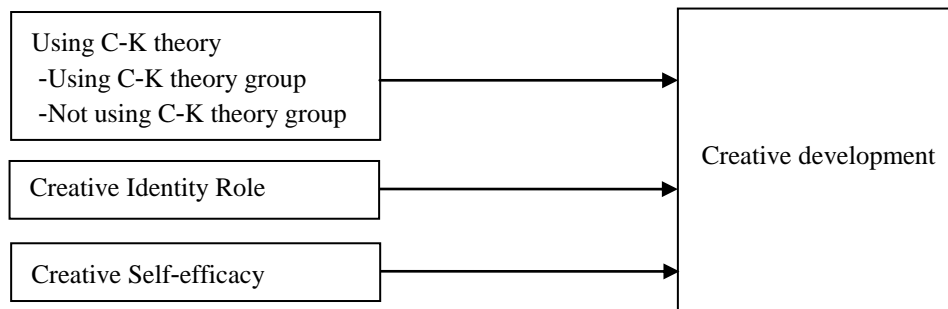 Using C-K theory
-Using C-K theory group
-Not using C-K theory group
Creative Identity Role
Creative Self-efficacy
Creative development